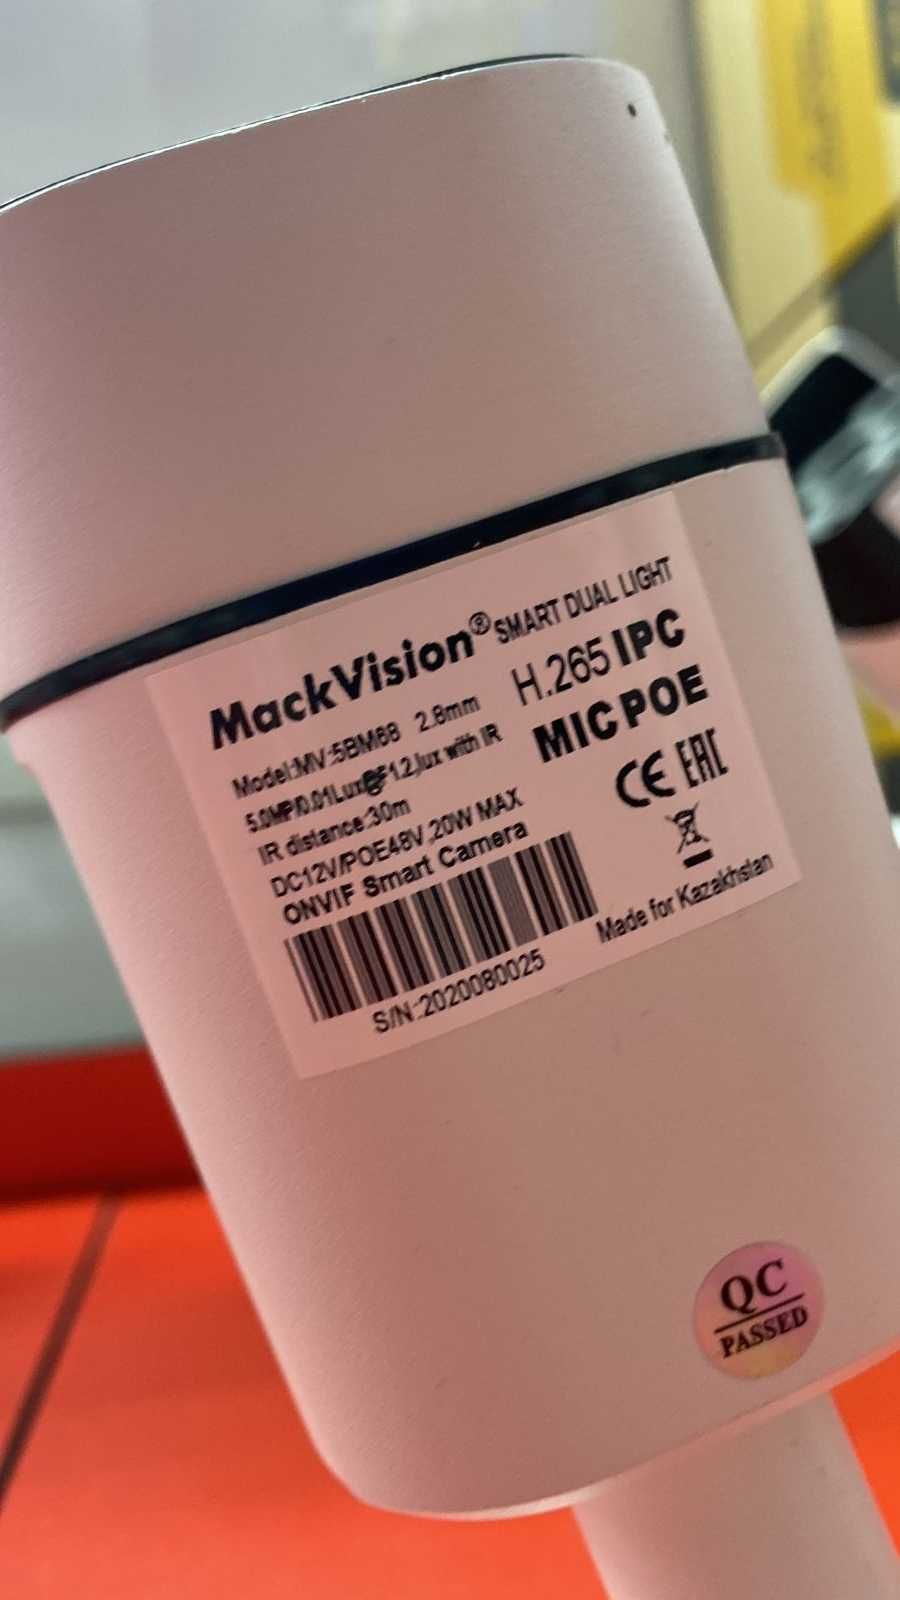 MackVision® SMART DUAL LIGHT
Model:MV:5BM68 2.8mm
H.265 IPC
5.0MP/0.01Lux@F1.2,lux with IR
MIC POE
IR distance:30m
DC12V/POE48V,20W MAX
CE EAC
ONVIF Smart Camera
Made for Kazakhstan
S/N:2020080025
QC
PASSED